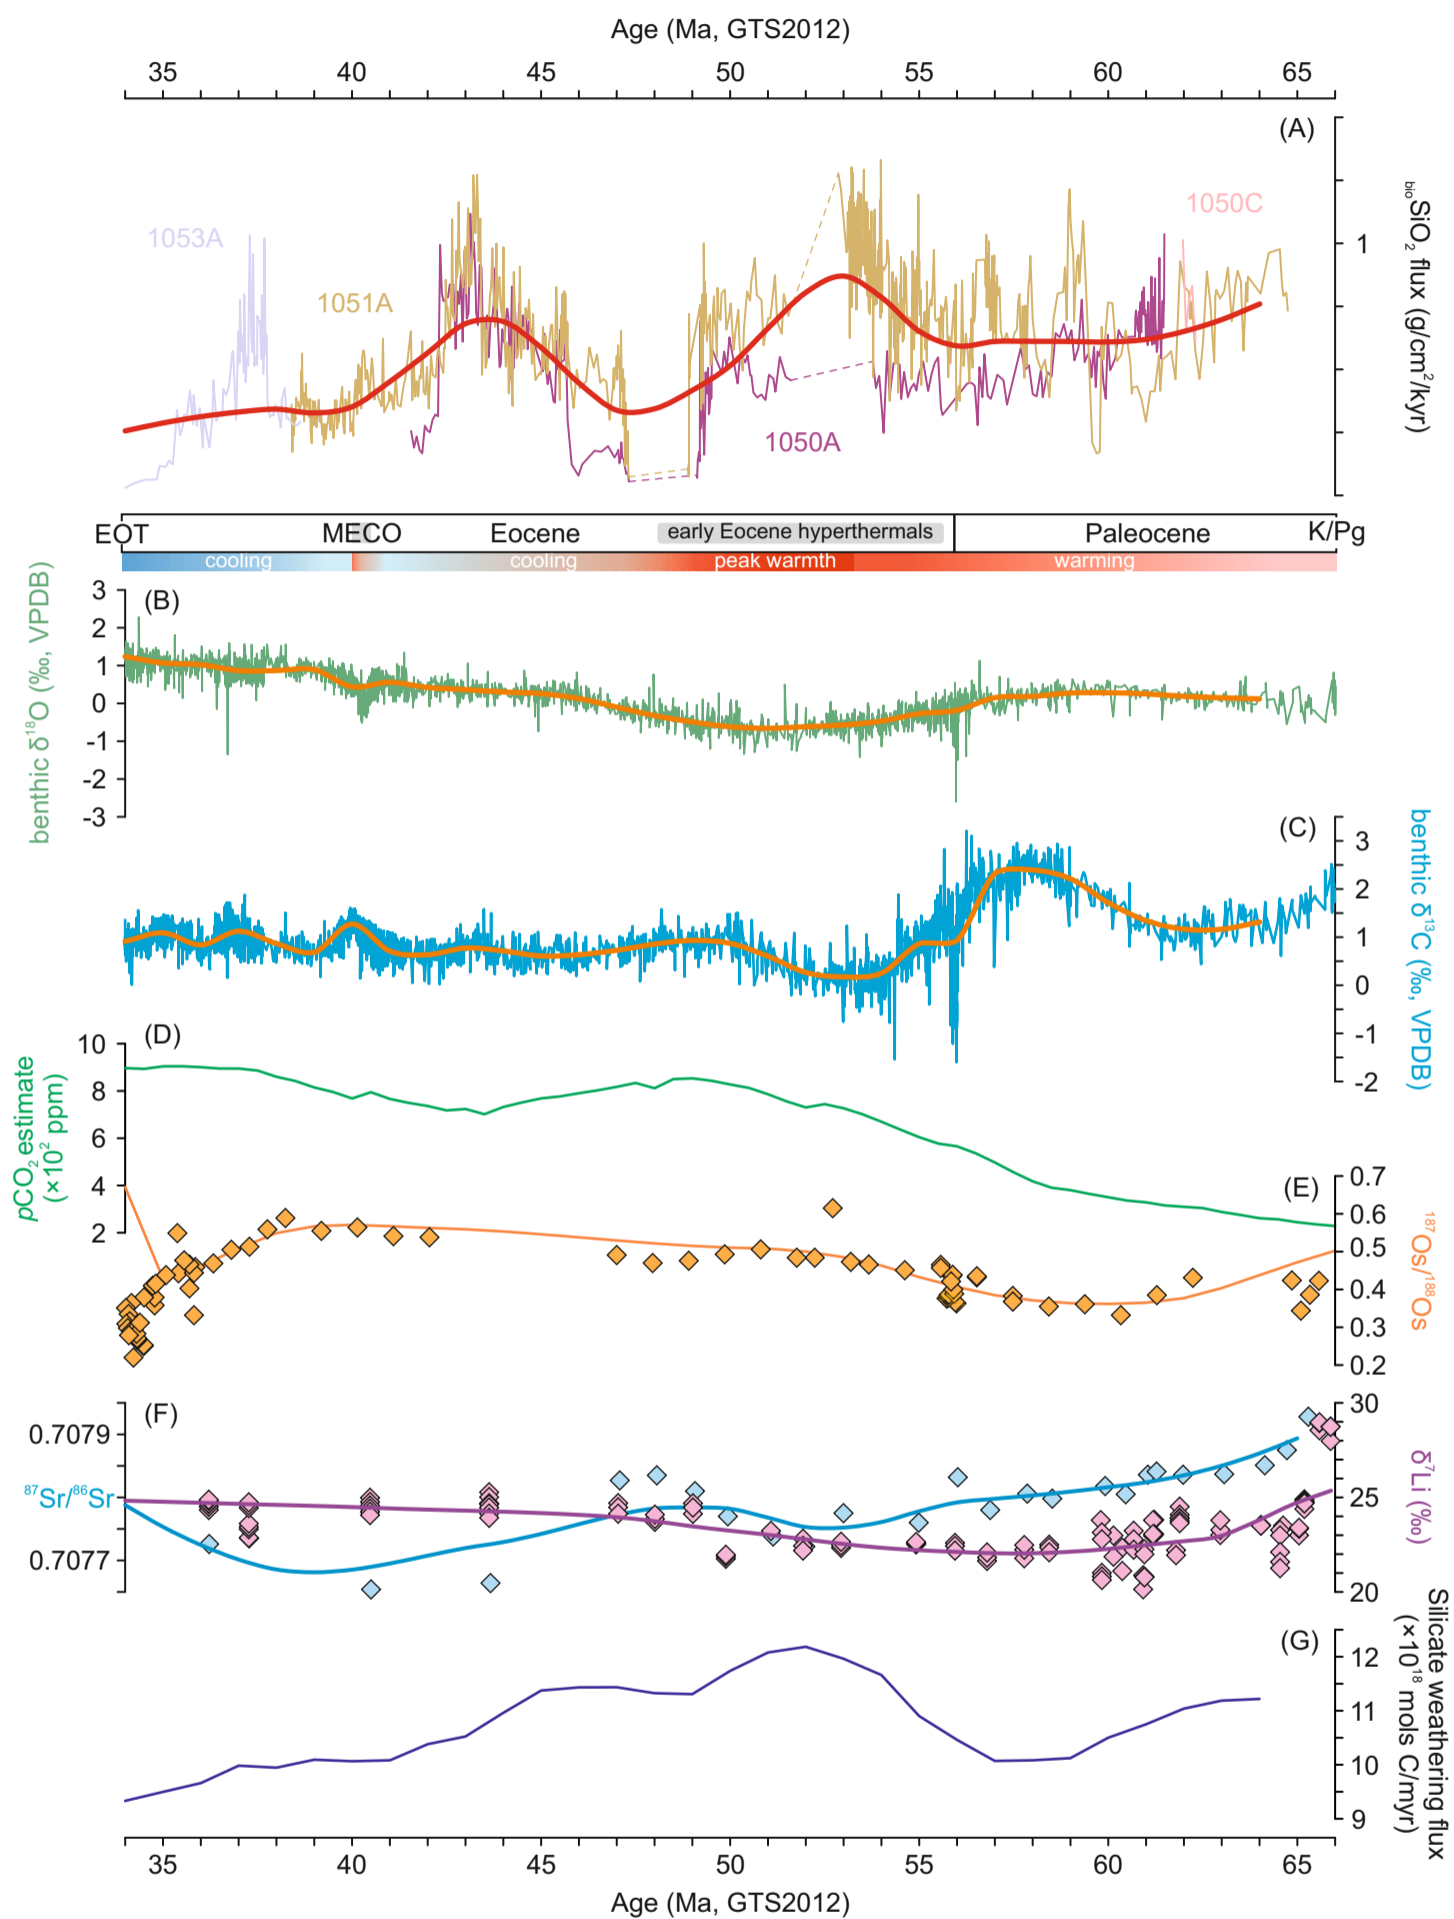 Age (Ma, GTS2012)
35 40 45 50 55 60 65
(A)
1053A
1051A
1050A
1050C
1
bioSiO2 flux (g/cm2/kyr)
EOT MECO Eocene early Eocene hyperthermals Paleocene K/Pg
cooling cooling peak warmth warming
(B)
3
2
1
0
-1
-2
-3
benthic δ18O (‰, VPDB)
(C)
3
2
1
0
-1
-2
benthic δ13C (‰, VPDB)
(D)
10
8
6
4
2
pCO2 estimate
(×102 ppm)
(E)
0.7
0.6
0.5
0.4
0.3
0.2
187Os/188Os
(F)
0.7079
87Sr/86Sr
0.7077
30
25
20
δ7Li (‰)
(G)
12
11
10
9
Silicate weathering flux
(×1018 mols C/myr)
35 40 45 50 55 60 65
Age (Ma, GTS2012)